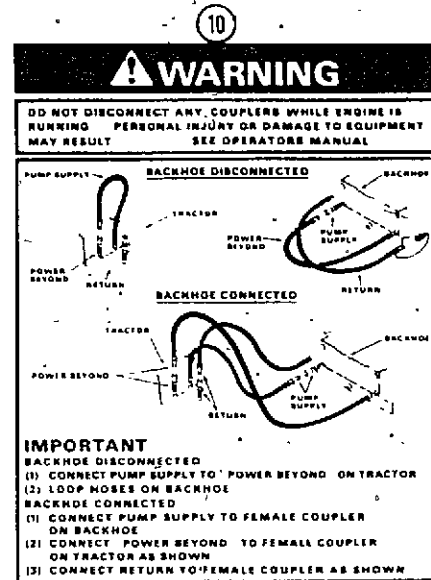 10
WARNING
DO NOT DISCONNECT ANY COUPLERS WHILE ENGINE IS
RUNNING PERSONAL INJURY OR DAMAGE TO EQUIPMENT
MAY RESULT SEE OPERATORS MANUAL
BACKHOE DISCONNECTED
PUMP SUPPLY
TRACTOR
POWER
BEYOND
RETURN
BACKHOE
POWER
BEYOND
PUMP
SUPPLY
RETURN
BACKHOE CONNECTED
TRACTOR
POWER BEYOND
RETURN
BACKHOE
PUMP
SUPPLY
IMPORTANT
BACKHOE DISCONNECTED
(1) CONNECT PUMP SUPPLY TO POWER BEYOND ON TRACTOR
(2) LOOP HOSES ON BACKHOE
BACKHOE CONNECTED
(1) CONNECT PUMP SUPPLY TO FEMALE COUPLER
ON BACKHOE
(2) CONNECT POWER BEYOND TO FEMALE COUPLER
ON TRACTOR AS SHOWN
(3) CONNECT RETURN TO FEMALE COUPLER AS SHOWN